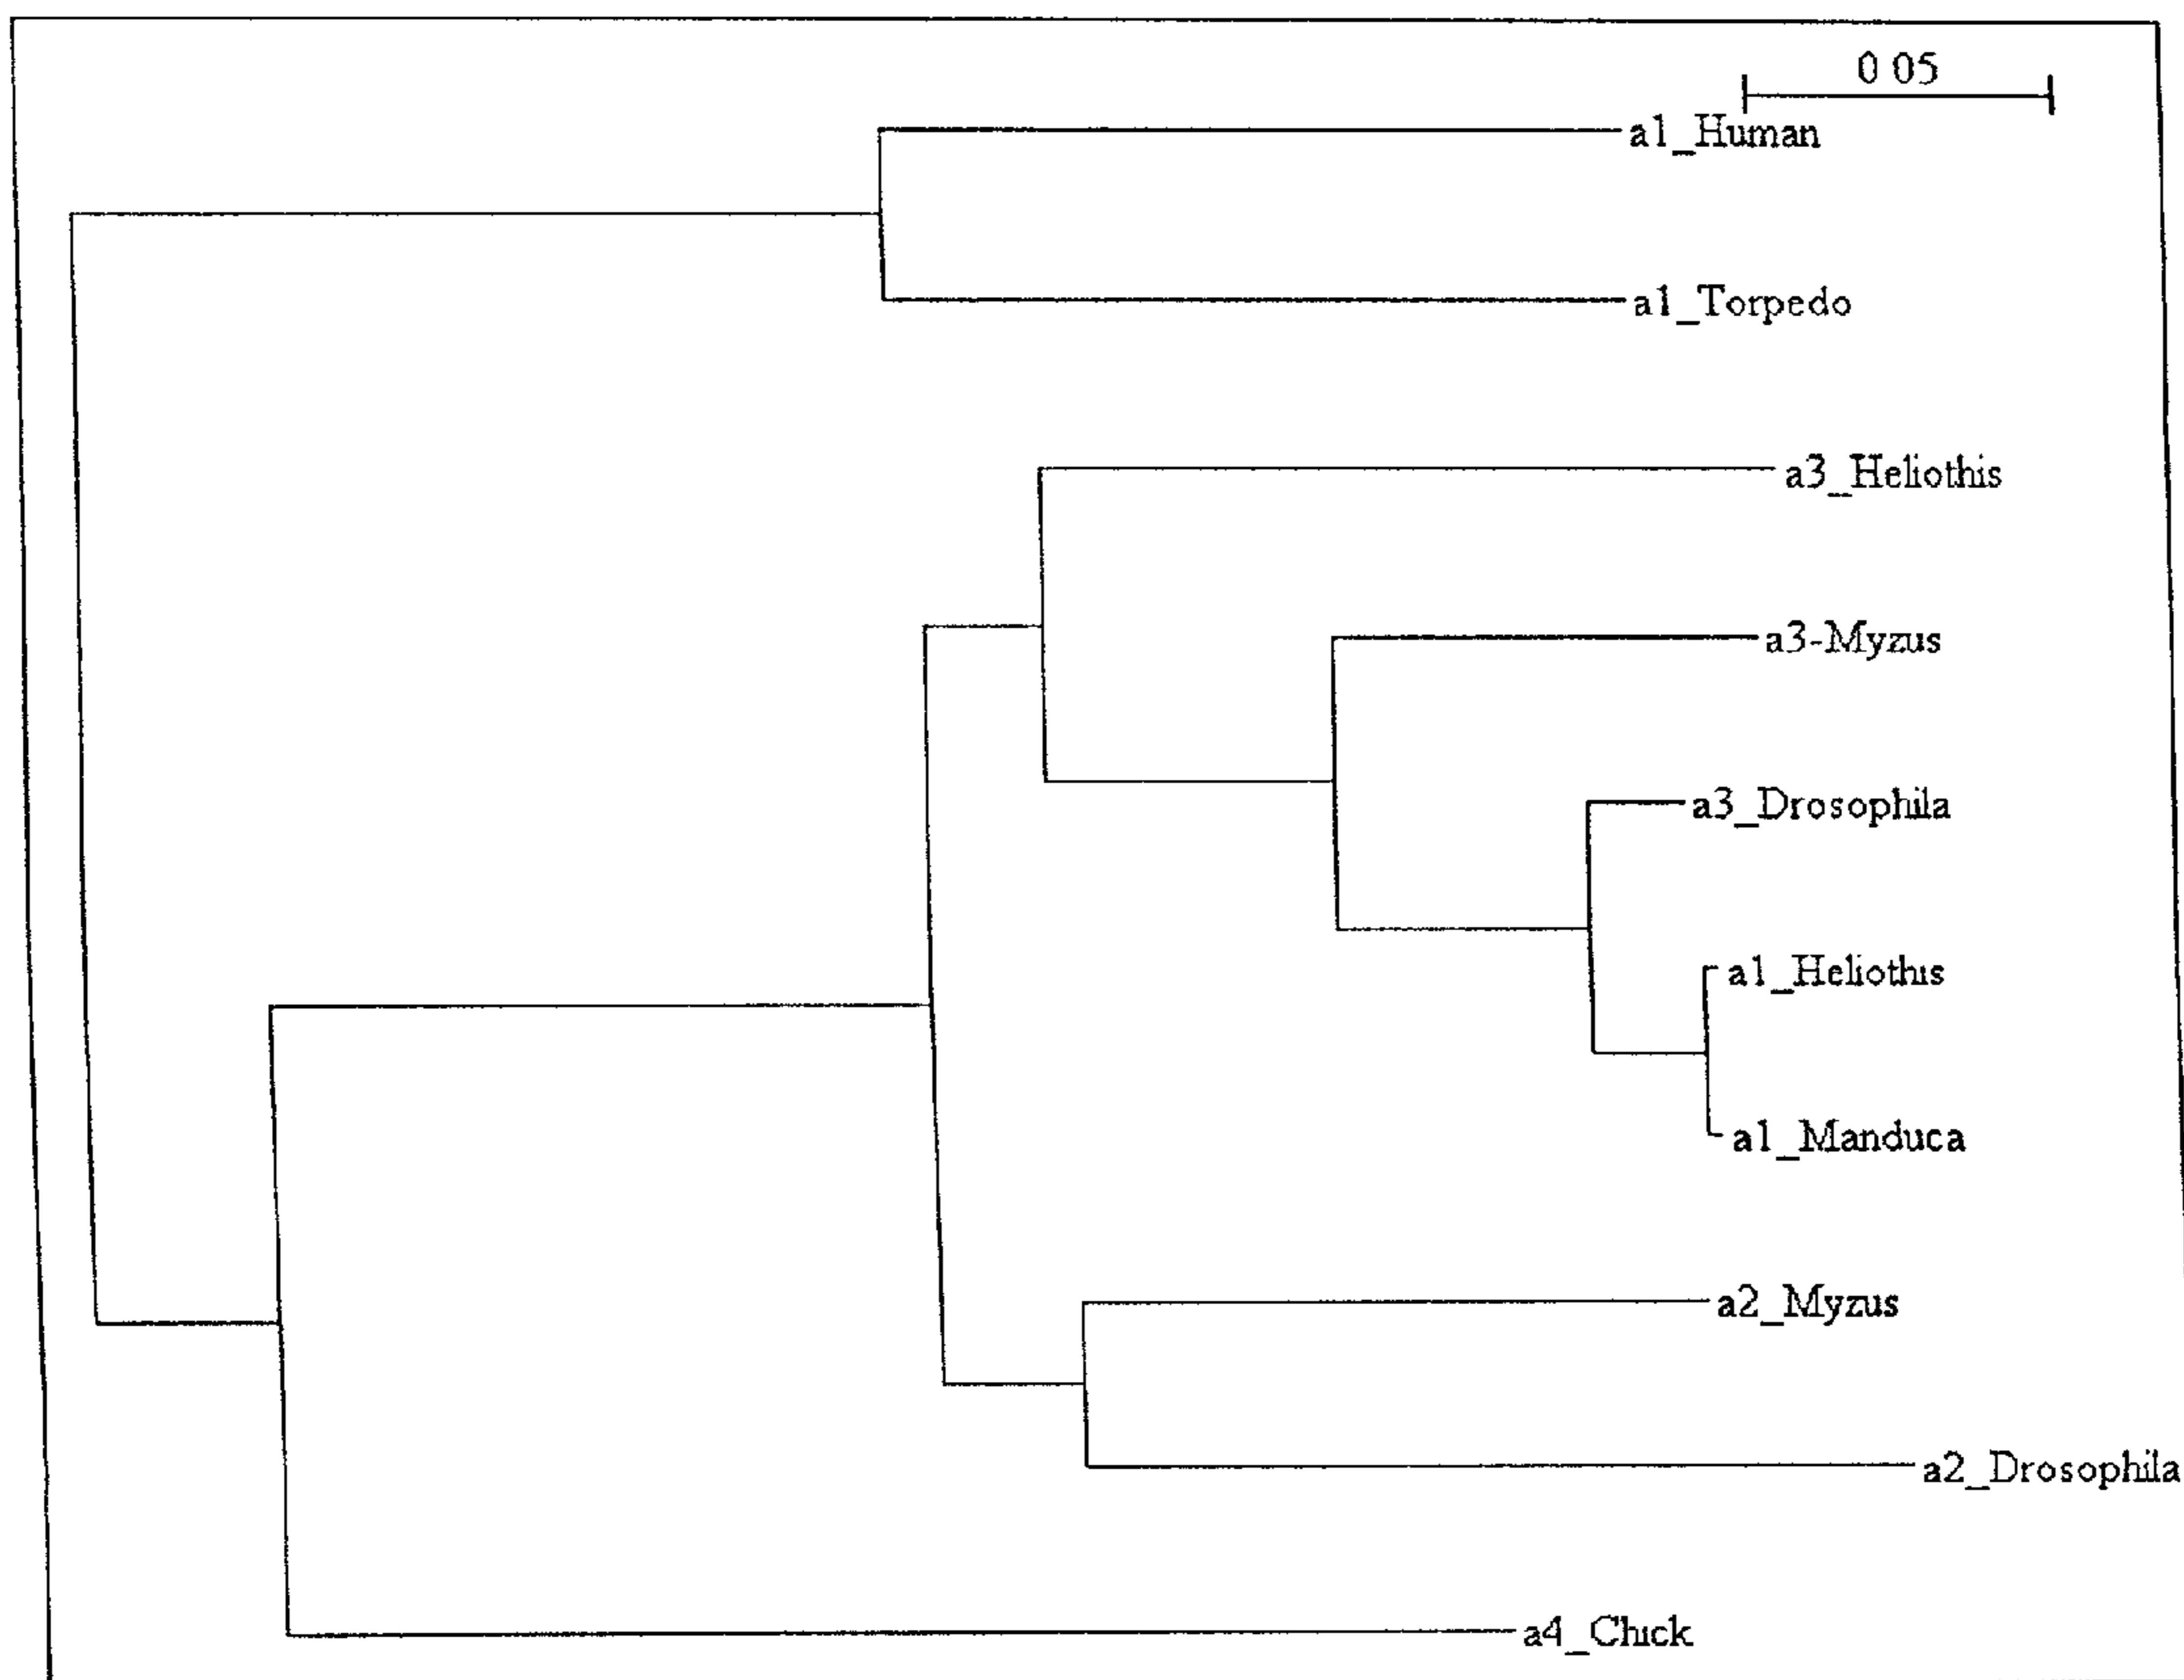 0 05
a1_Human
a1_Torpedo
a3_Heliothis
a3-Myzus
a3_Drosophila
a1_Heliothis
a1_Manduca
a2_Myzus
a2_Drosophila
a4_Chick